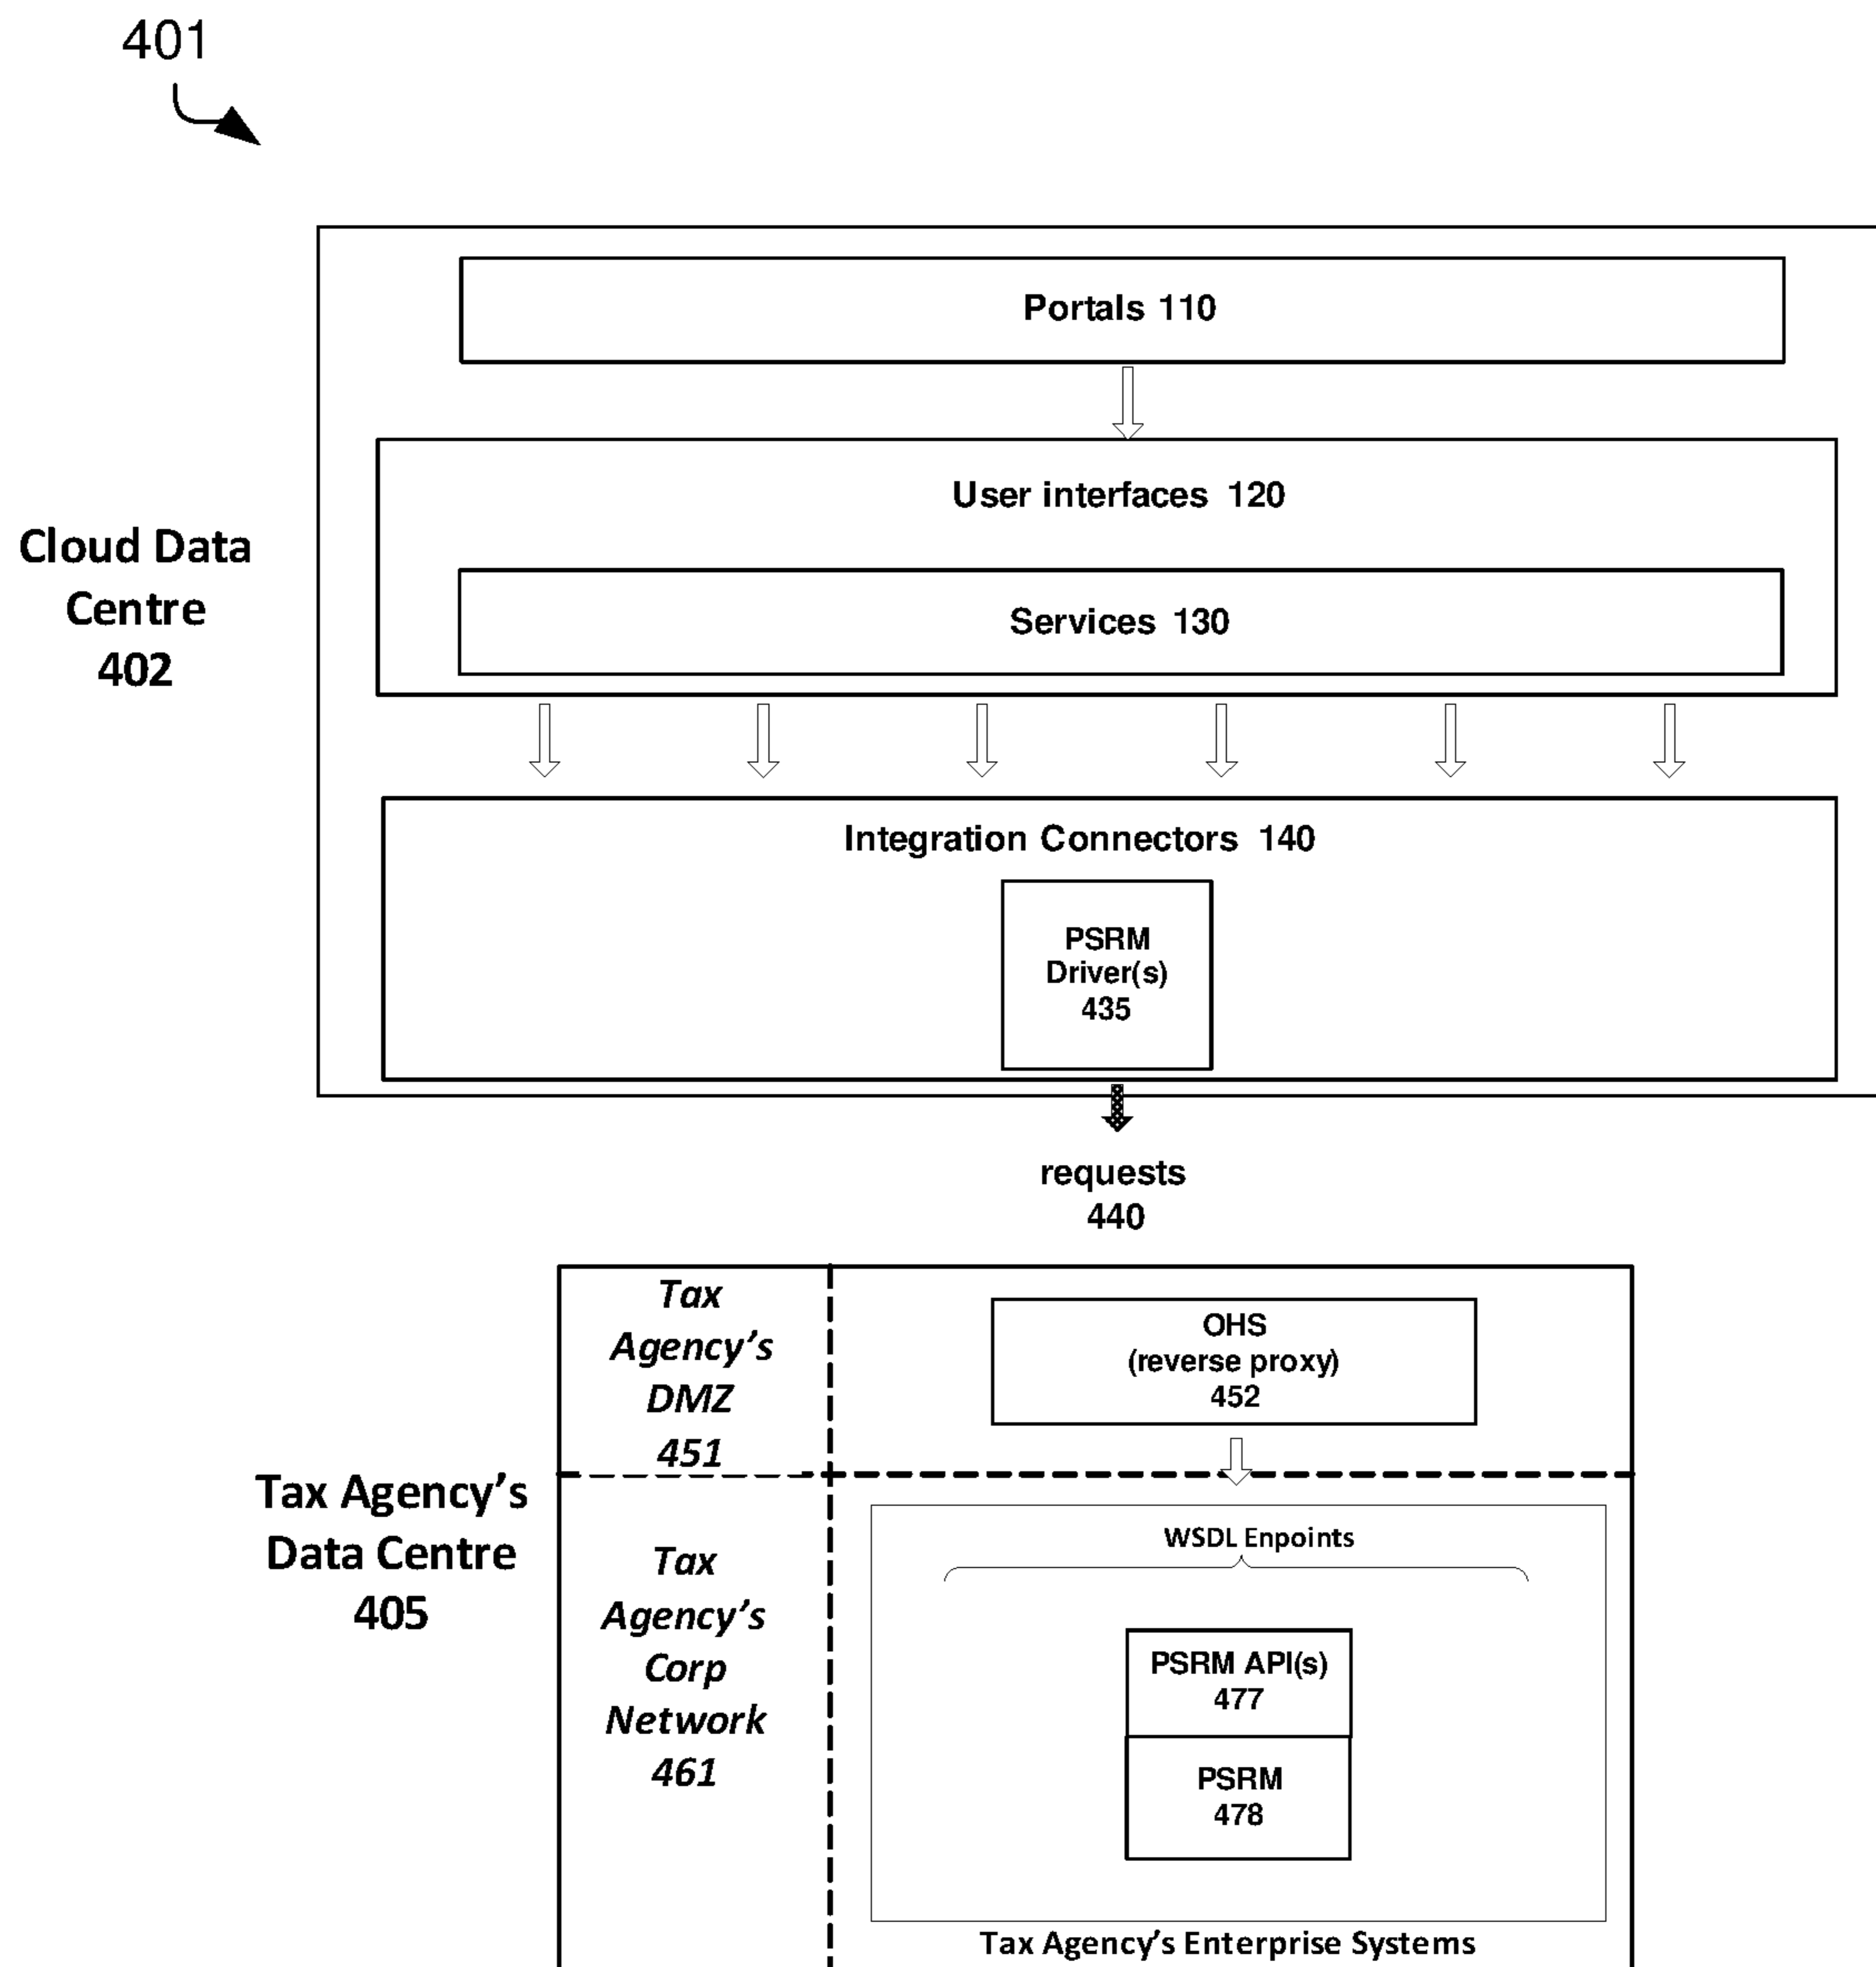 401
Portals 110
User interfaces 120
Services 130
Cloud Data
Centre
402
Integration Connectors 140
PSRM
Driver(s)
435
requests
440
Tax
Agency's
DMZ
451
OHS
(reverse proxy)
452
Tax Agency's
Data Centre
405
Tax
Agency's
Corp
Network
461
WSDL Enpoints
PSRM API(s)
477
PSRM
478
Tax Agency's Enterprise Systems